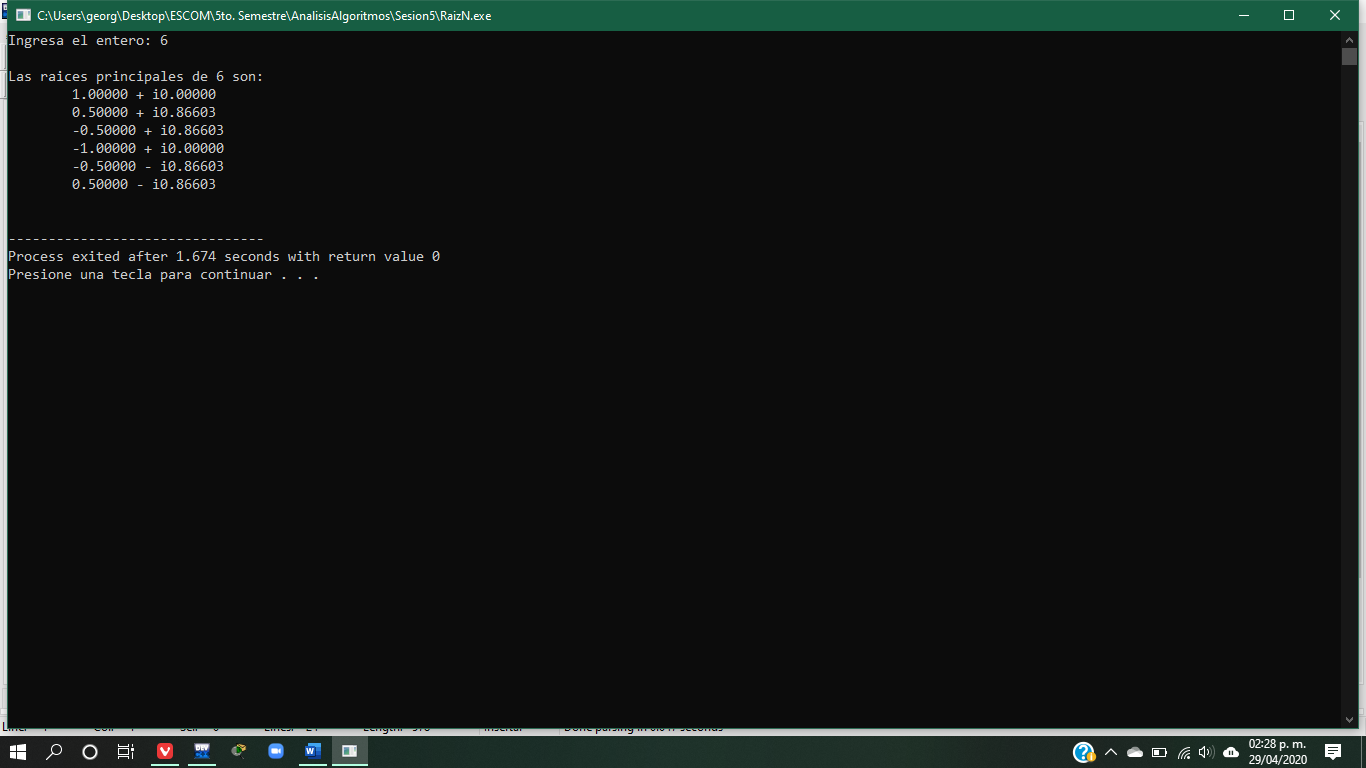 C:\Users\georg\Desktop\ESCOM\5to. Semestre\AnalisisAlgoritmos\Sesion5\RaizN.exe
Ingresa el entero: 6
Las raices principales de 6 son:
1.00000 + i0.00000
0.50000 + i0.86603
-0.50000 + i0.86603
-1.00000 + i0.00000
-0.50000 - i0.86603
0.50000 - i0.86603
--------------------------------
Process exited after 1.674 seconds with return value 0
Presione una tecla para continuar . . .
02:28 p. m.
29/04/2020